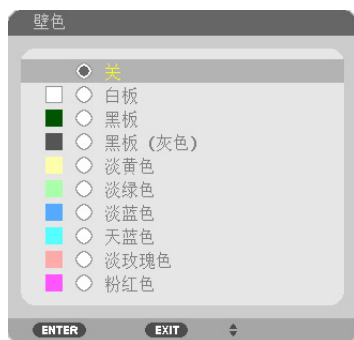 壁色
关
白板
黑板
黑板 (灰色)
淡黄色
淡绿色
淡蓝色
天蓝色
淡玫瑰色
粉红色
ENTER EXIT